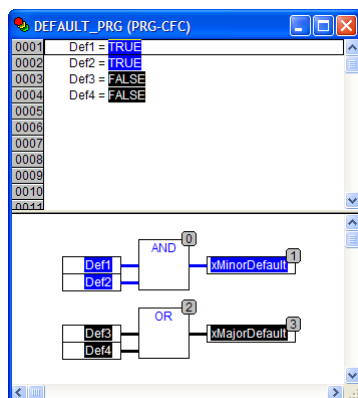 DEFAULT_PRG (PRG-CFC)
0001 Def1 = TRUE
0002 Def2 = TRUE
0003 Def3 = FALSE
0004 Def4 = FALSE
0005
0006
0007
0008
0009
0010
0011
AND 0
Def1 xMinorDefault 1
Def2
OR 2
Def3 xMajorDefault 3
Def4